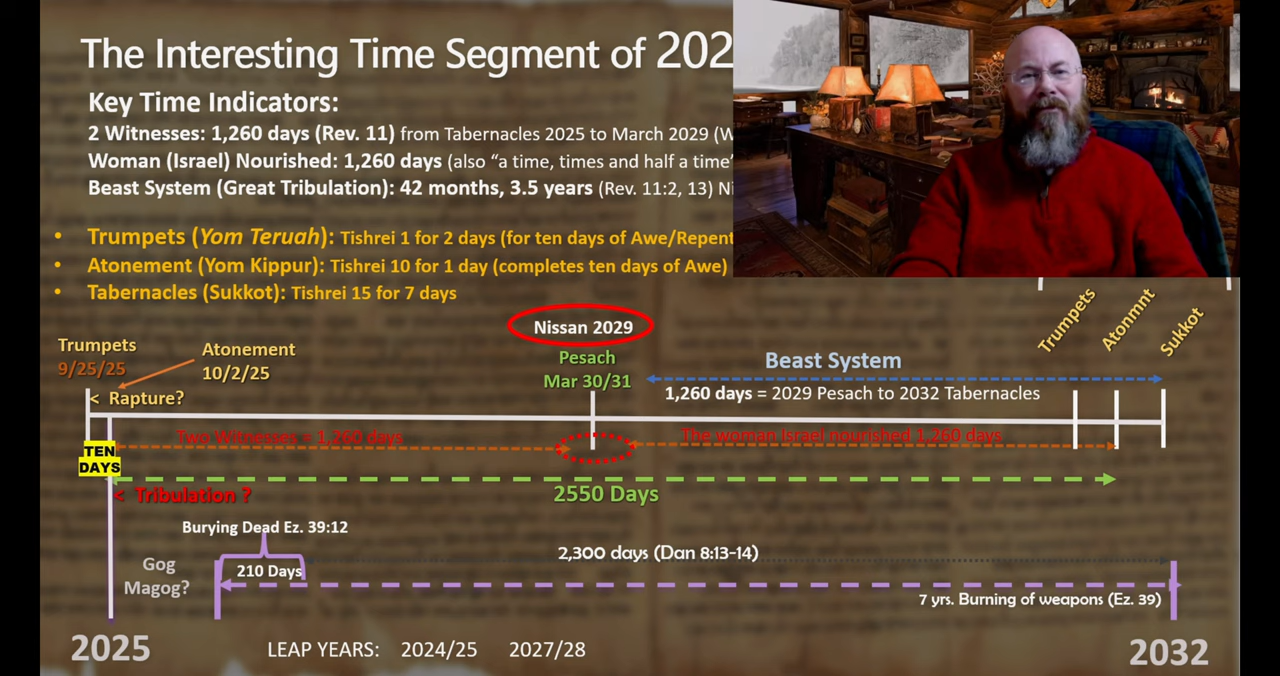 The Interesting Time Segment of 202
Key Time Indicators:
2 Witnesses: 1,260 days (Rev. 11) from Tabernacles 2025 to March 2029 (W
Woman (Israel) Nourished: 1,260 days (also “a time, times and half a time”
Beast System (Great Tribulation): 42 months, 3.5 years (Rev. 11:2, 13) Ni
• Trumpets (Yom Teruah): Tishrei 1 for 2 days (for ten days of Awe/Repent
• Atonement (Yom Kippur): Tishrei 10 for 1 day (completes ten days of Awe)
• Tabernacles (Sukkot): Tishrei 15 for 7 days
Trumpets
Atonmnt
Sukkot
Nissan 2029
Trumpets
9/25/25
Atonement
10/2/25
Pesach
Mar 30/31
Beast System
< Rapture?
1,260 days = 2029 Pesach to 2032 Tabernacles
Two Witnesses = 1,260 days
The woman Israel nourished 1,260 days
TEN
DAYS
< Tribulation ?
2550 Days
Burying Dead Ez. 39:12
2,300 days (Dan 8:13-14)
Gog
Magog?
210 Days
7 yrs. Burning of weapons (Ez. 39)
2025
LEAP YEARS: 2024/25 2027/28
2032